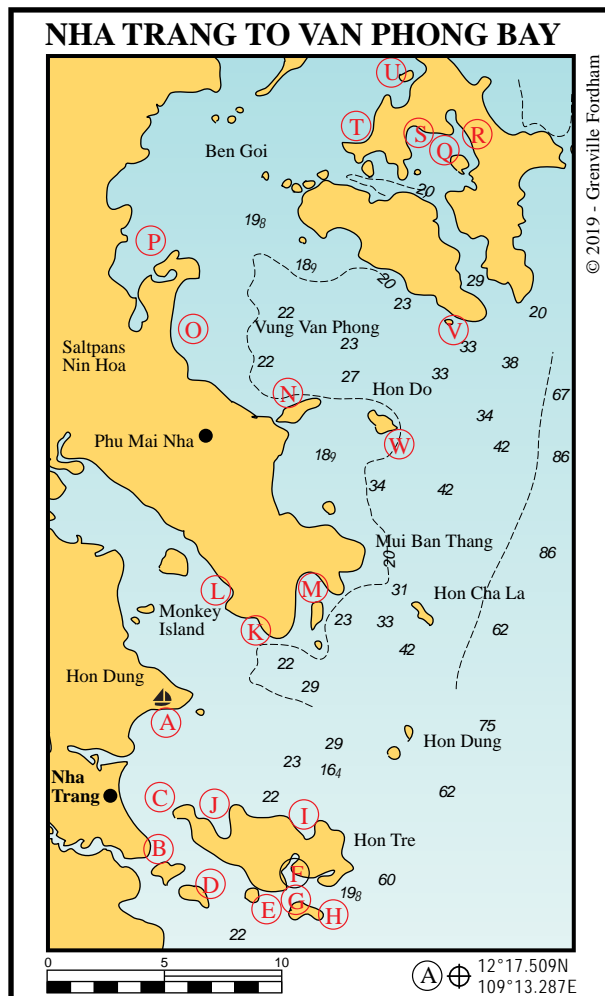 NHA TRANG TO VAN PHONG BAY
© 2019 - Grenville Fordham
U
T
S
R
Q
Ben Goi
20
19₈
P
18₉
20
29
23
22
20
O
Vung Van Phong
V
Saltpans
Nin Hoa
23
33
22
38
27
33
Hon Do
67
N
34
Phu Mai Nha
W
42
18₉
86
34
42
Mui Ban Thang
20
86
L
M
31
Hon Cha La
Monkey
Island
23
33
K
62
42
22
Hon Dung
29
A
75
29
Hon Dung
23
16₄
Nha
Trang
C
J
22
62
I
B
Hon Tre
F
D
60
19₈
G
E
H
22
0
5
10
A
12°17.509N
109°13.287E